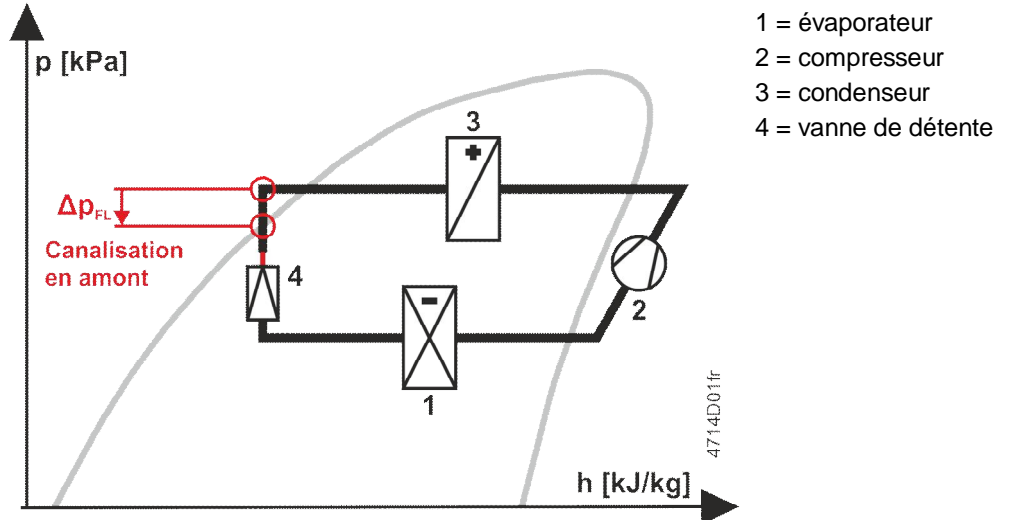 p [kPa]
1 = évaporateur
2 = compresseur
3 = condenseur
4 = vanne de détente
3
+
ΔpFL
Canalisation
en amont
4
2
-
1
4714D01fr
h [kJ/kg]